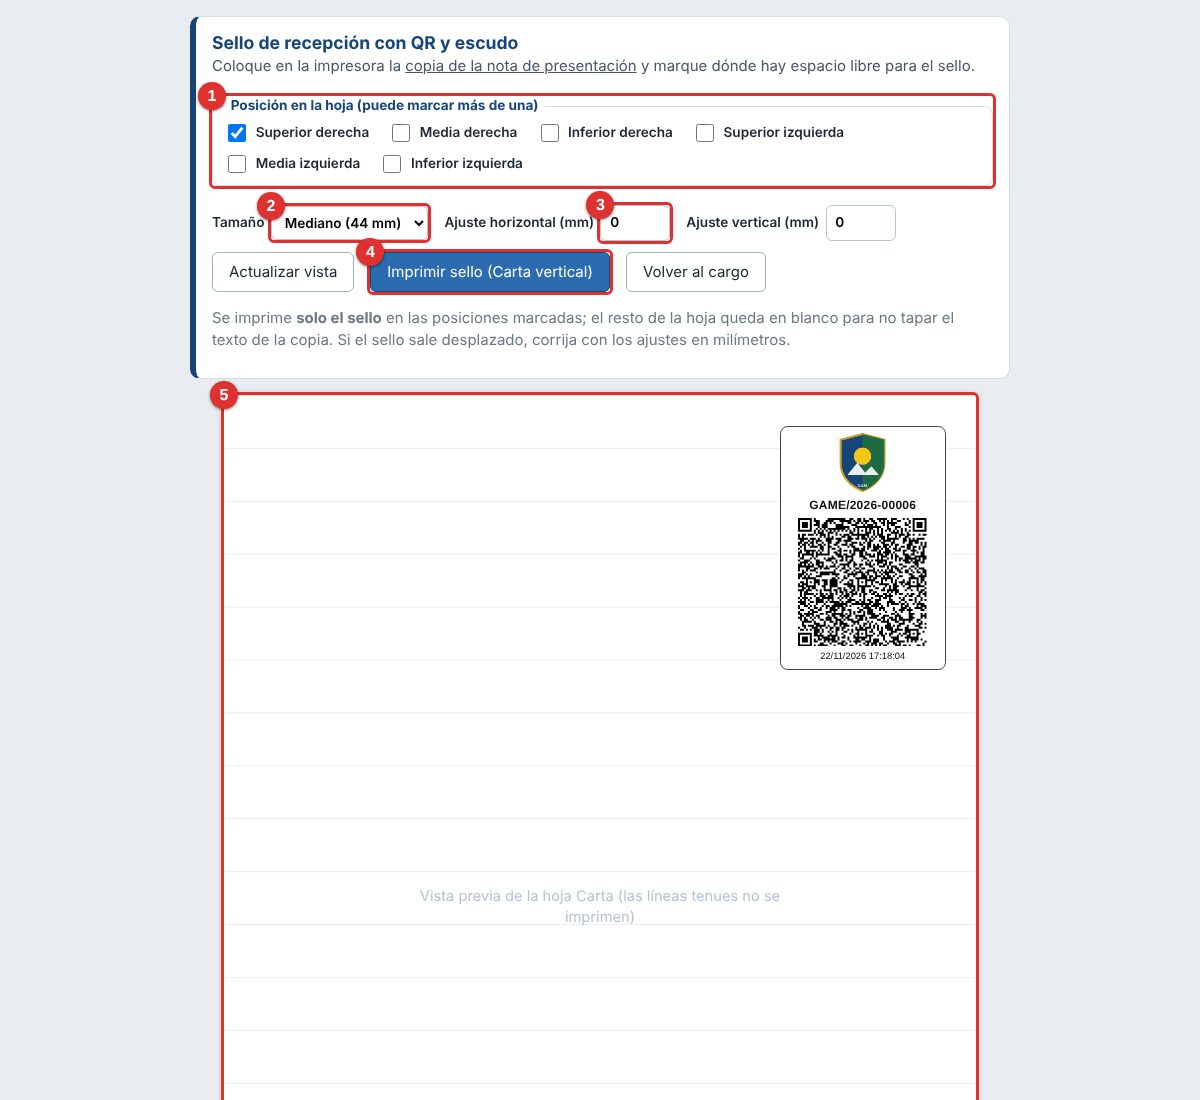 Sello de recepción con QR y escudo
Coloque en la impresora la copia de la nota de presentación y marque dónde hay espacio libre para el sello.
1
Posición en la hoja (puede marcar más de una)
Superior derecha Media derecha Inferior derecha Superior izquierda
Media izquierda Inferior izquierda
2 3
Tamaño Mediano (44 mm) Ajuste horizontal (mm) 0 Ajuste vertical (mm) 0
4
Actualizar vista Imprimir sello (Carta vertical) Volver al cargo
Se imprime solo el sello en las posiciones marcadas; el resto de la hoja queda en blanco para no tapar el
texto de la copia. Si el sello sale desplazado, corrija con los ajustes en milímetros.
5
GAM
GAME/2026-00006
22/11/2026 17:18:04
Vista previa de la hoja Carta (las líneas tenues no se
imprimen)